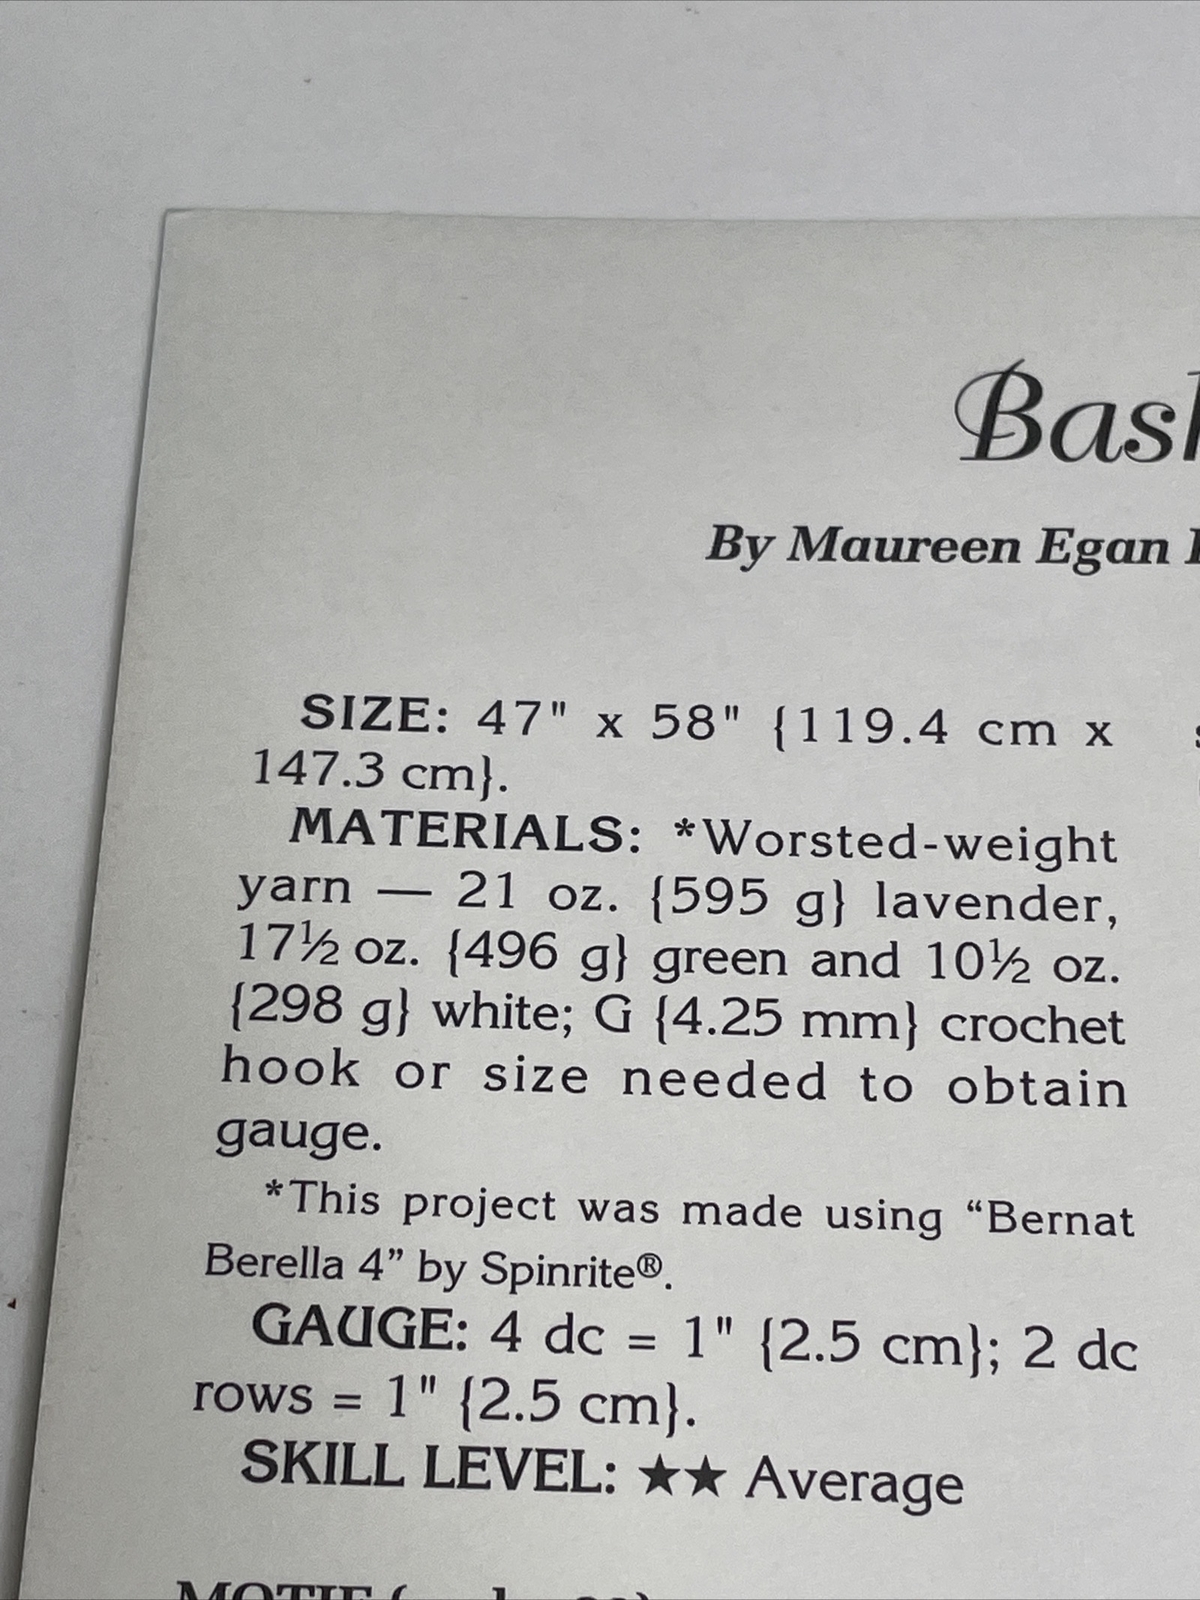 By Maureen Egan
SIZE: 47" x 58" {119.4 cm x
147.3 cm}.
MATERIALS: *Worsted-weight
yarn — 21 oz. {595 g} lavender,
17½ oz. {496 g} green and 10½ oz.
{298 g} white; G {4.25 mm} crochet
hook or size needed to obtain
gauge.
*This project was made using “Bernat
Berella 4” by Spinrite®.
GAUGE: 4 dc = 1" {2.5 cm}; 2 dc
rows = 1" {2.5 cm}.
SKILL LEVEL: ★★ Average
MOTIF